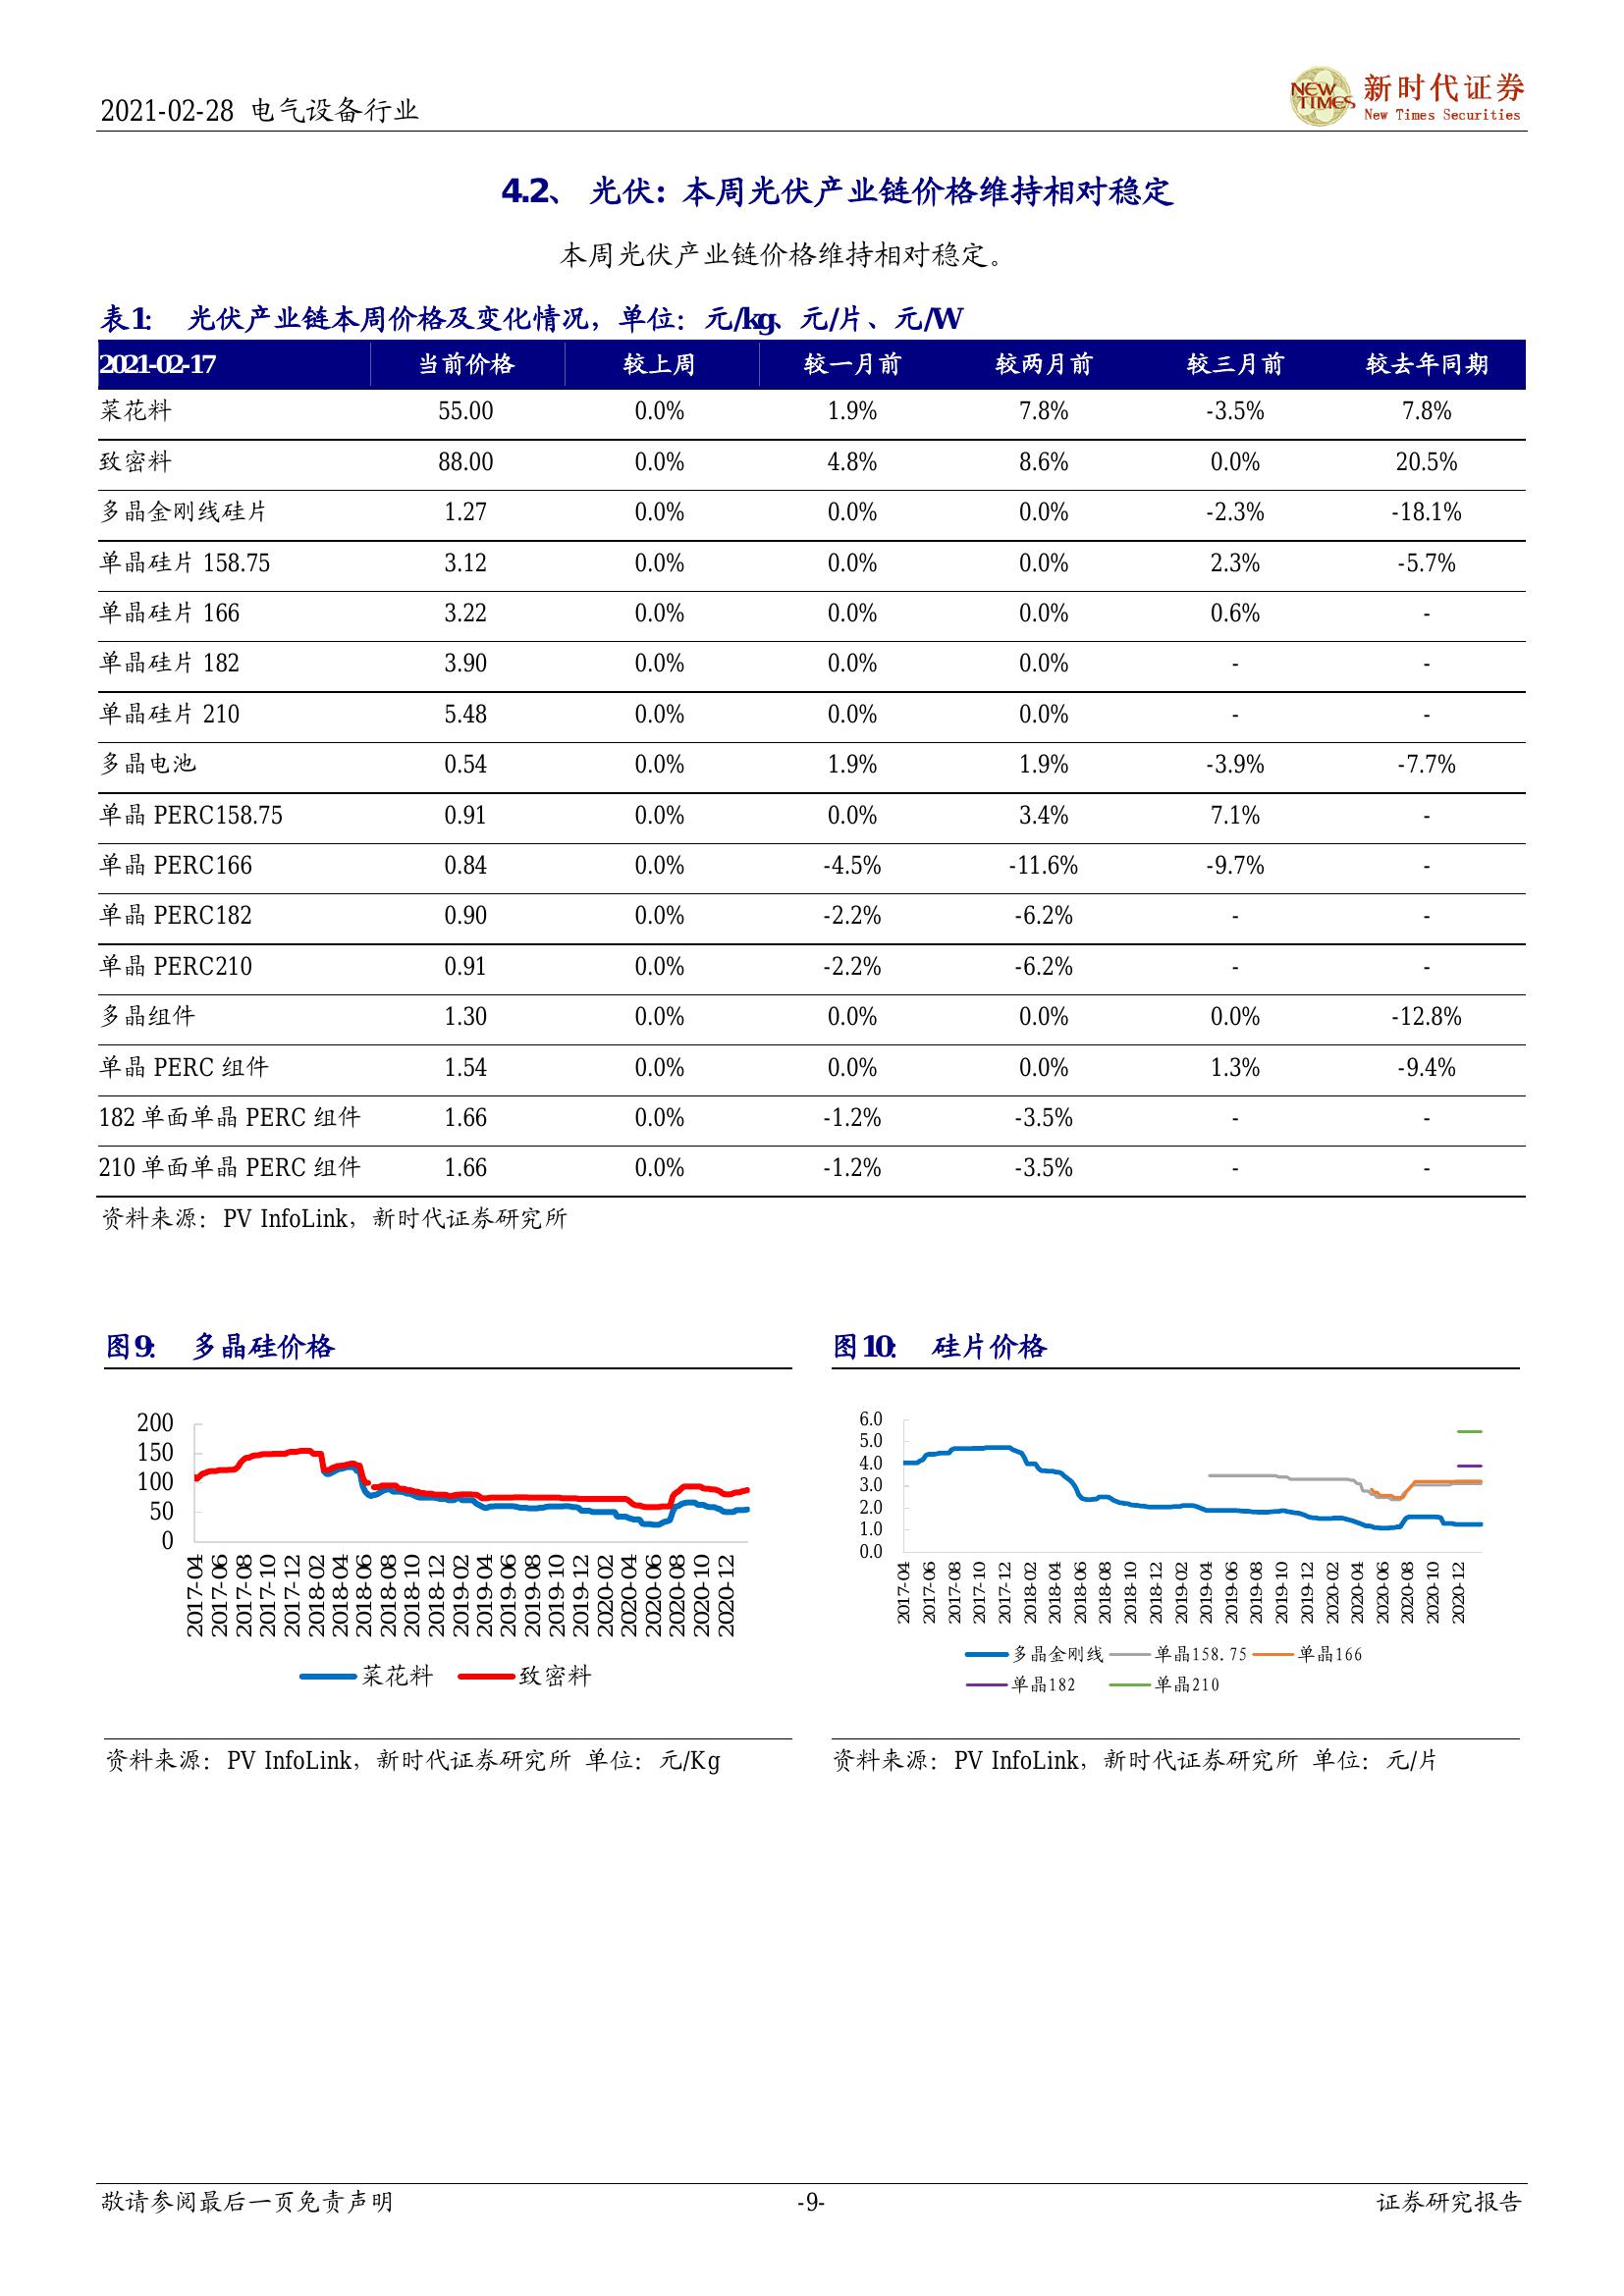 2021-02-28 电气设备行业
NEW TIMES 新时代证券
New Times Securities
4.2、 光伏：本周光伏产业链价格维持相对稳定
本周光伏产业链价格维持相对稳定。
表1： 光伏产业链本周价格及变化情况，单位：元/kg、元/片、元/W
2021-02-17 当前价格 较上周 较一月前 较两月前 较三月前 较去年同期
菜花料 55.00 0.0% 1.9% 7.8% -3.5% 7.8%
致密料 88.00 0.0% 4.8% 8.6% 0.0% 20.5%
多晶金刚线硅片 1.27 0.0% 0.0% 0.0% -2.3% -18.1%
单晶硅片 158.75 3.12 0.0% 0.0% 0.0% 2.3% -5.7%
单晶硅片 166 3.22 0.0% 0.0% 0.0% 0.6% -
单晶硅片 182 3.90 0.0% 0.0% 0.0% - -
单晶硅片 210 5.48 0.0% 0.0% 0.0% - -
多晶电池 0.54 0.0% 1.9% 1.9% -3.9% -7.7%
单晶 PERC158.75 0.91 0.0% 0.0% 3.4% 7.1% -
单晶 PERC166 0.84 0.0% -4.5% -11.6% -9.7% -
单晶 PERC182 0.90 0.0% -2.2% -6.2% - -
单晶 PERC210 0.91 0.0% -2.2% -6.2% - -
多晶组件 1.30 0.0% 0.0% 0.0% 0.0% -12.8%
单晶 PERC 组件 1.54 0.0% 0.0% 0.0% 1.3% -9.4%
182 单面单晶 PERC 组件 1.66 0.0% -1.2% -3.5% - -
210 单面单晶 PERC 组件 1.66 0.0% -1.2% -3.5% - -
资料来源：PV InfoLink，新时代证券研究所
图9： 多晶硅价格
200
150
100
50
0
2017-04 2017-06 2017-08 2017-10 2017-12 2018-02 2018-04 2018-06 2018-08 2018-10 2018-12 2019-02 2019-04 2019-06 2019-08 2019-10 2019-12 2020-02 2020-04 2020-06 2020-08 2020-10 2020-12
菜花料 致密料
资料来源：PV InfoLink，新时代证券研究所 单位：元/Kg
图10： 硅片价格
6.0
5.0
4.0
3.0
2.0
1.0
0.0
2017-04 2017-06 2017-08 2017-10 2017-12 2018-02 2018-04 2018-06 2018-08 2018-10 2018-12 2019-02 2019-04 2019-06 2019-08 2019-10 2019-12 2020-02 2020-04 2020-06 2020-08 2020-10 2020-12
多晶金刚线 单晶158.75 单晶166
单晶182 单晶210
资料来源：PV InfoLink，新时代证券研究所 单位：元/片
敬请参阅最后一页免责声明 -9- 证券研究报告